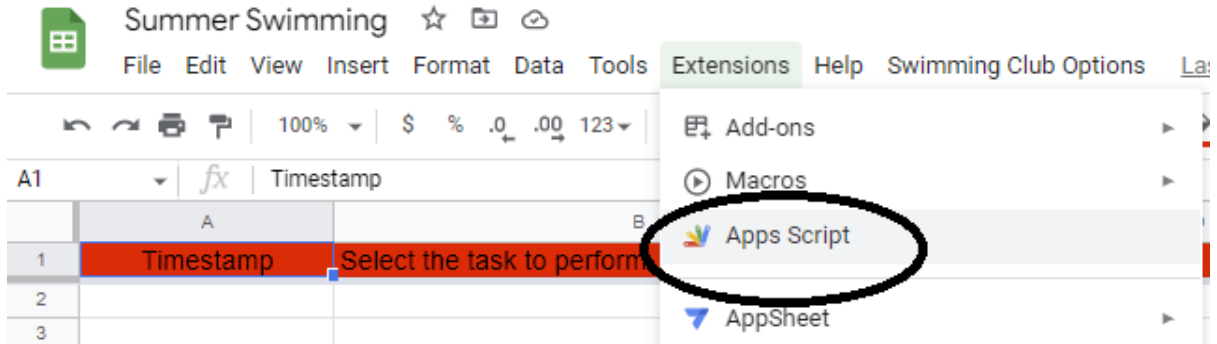 Summer Swimming
File Edit View Insert Format Data Tools Extensions Help Swimming Club Options
100% $ % .0 .00 123
Add-ons
A1 fx Timestamp
Macros
A B
Apps Script
1 Timestamp Select the task to perform
2
AppSheet
3